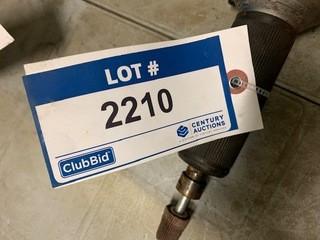 LOT #
2210
ClubBid
CENTURY
AUCTIONS